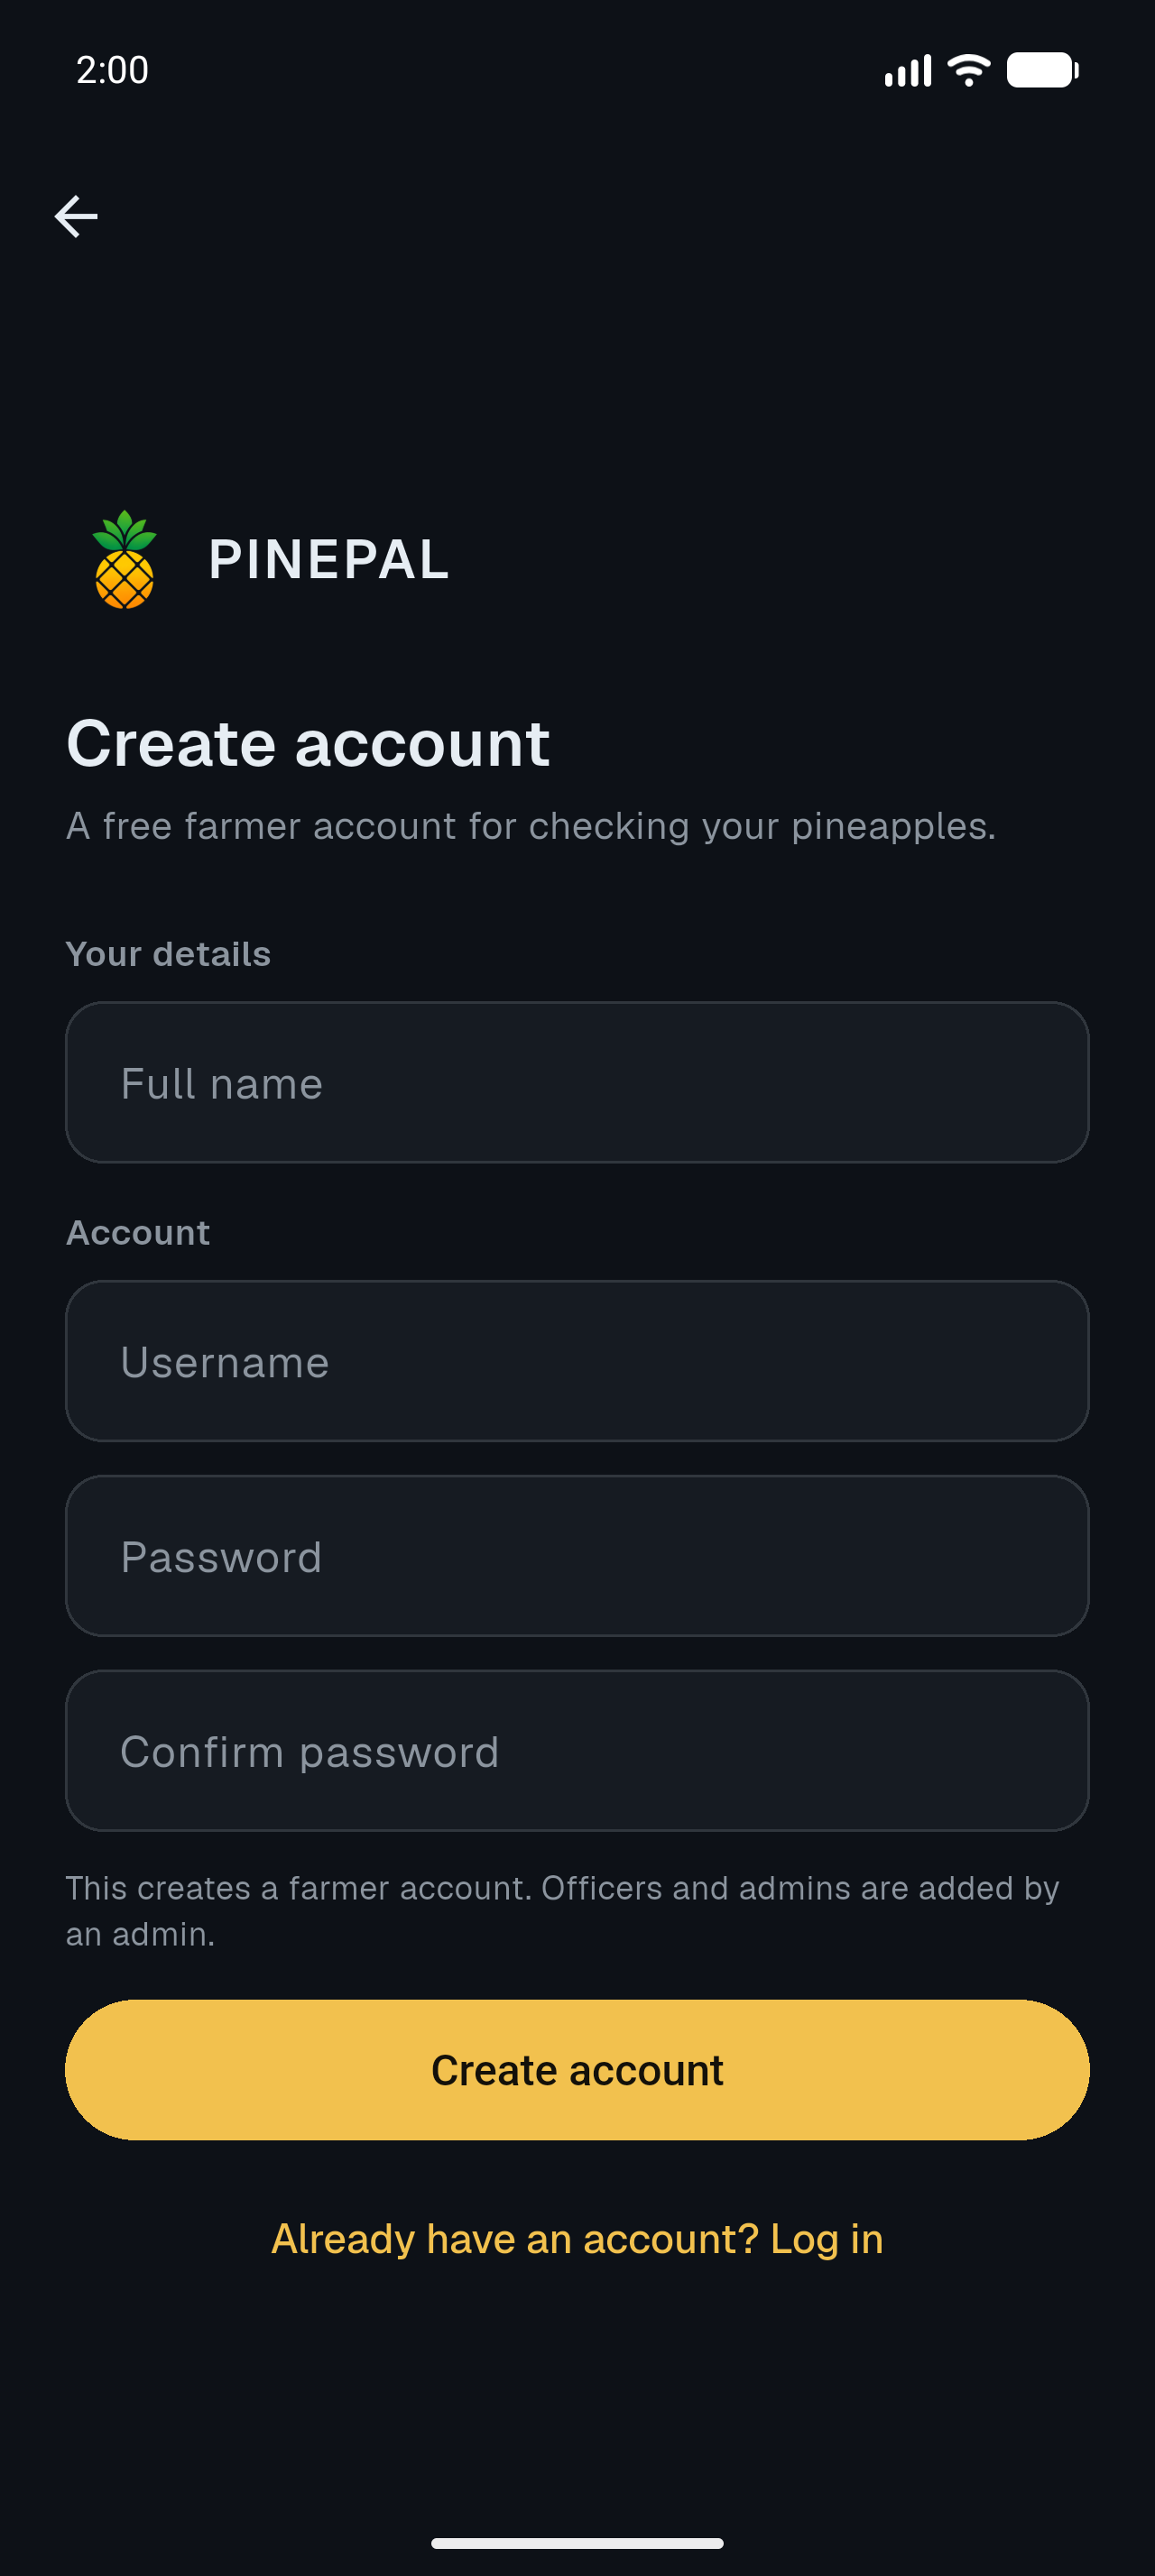 2:00
PINEPAL
Create account
A free farmer account for checking your pineapples.
Your details
Full name
Account
Username
Password
Confirm password
This creates a farmer account. Officers and admins are added by
an admin.
Create account
Already have an account? Log in